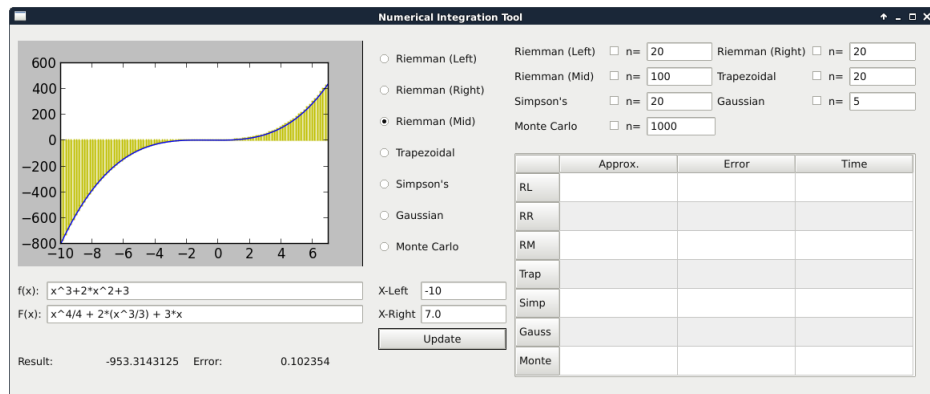 Numerical Integration Tool
600
400
200
0
−200
−400
−600
−800
−10 −8 −6 −4 −2 0 2 4 6
Riemman (Left)
Riemman (Right)
Riemman (Mid)
Trapezoidal
Simpson's
Gaussian
Monte Carlo
f(x): x^3+2*x^2+3
F(x): x^4/4 + 2*(x^3/3) + 3*x
X-Left -10
X-Right 7.0
Update
Result: -953.3143125 Error: 0.102354
Riemman (Left) n= 20 Riemman (Right) n= 20
Riemman (Mid) n= 100 Trapezoidal n= 20
Simpson's n= 20 Gaussian n= 5
Monte Carlo n= 1000
Approx. Error Time
RL
RR
RM
Trap
Simp
Gauss
Monte